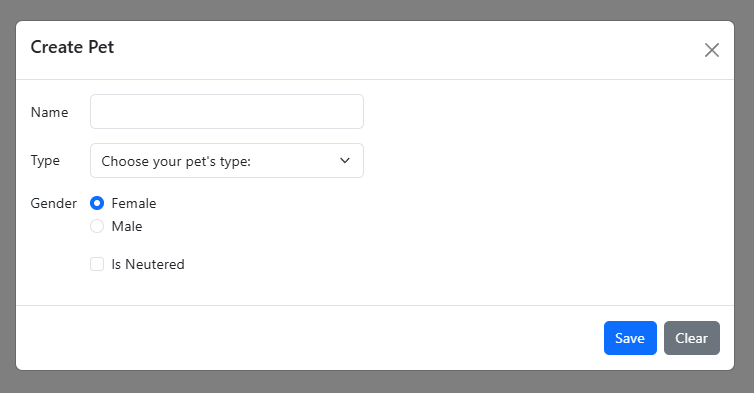 Create Pet
Name
Type Choose your pet's type:
Gender Female
Male
Is Neutered
Save Clear